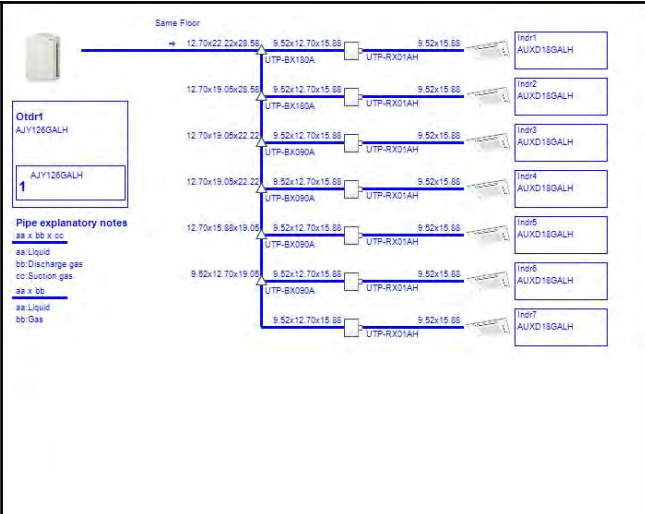 Same Floor
⇒ 12.70x22.22x28.58 9.52x12.70x15.88 9.52x15.88 Indr1
AUXD18GALH
UTP-BX180A UTP-RX01AH
12.70x19.05x28.58 9.52x12.70x15.88 9.52x15.88 Indr2
AUXD18GALH
UTP-BX180A UTP-RX01AH
Otdr1
AJY126GALH
12.70x19.05x22.22 9.52x12.70x15.88 9.52x15.88 Indr3
AUXD18GALH
UTP-BX090A UTP-RX01AH
AJY126GALH
1
12.70x19.05x22.22 9.52x12.70x15.88 9.52x15.88 Indr4
AUXD18GALH
UTP-BX090A UTP-RX01AH
Pipe explanatory notes
aa x bb x cc
aa:Liquid
bb:Discharge gas
cc:Suction gas
aa x bb
aa:Liquid
bb:Gas
12.70x15.88x19.05 9.52x12.70x15.88 9.52x15.88 Indr5
AUXD18GALH
UTP-BX090A UTP-RX01AH
9.52x12.70x19.05 9.52x12.70x15.88 9.52x15.88 Indr6
AUXD18GALH
UTP-BX090A UTP-RX01AH
9.52x12.70x15.88 9.52x15.88 Indr7
AUXD18GALH
UTP-RX01AH